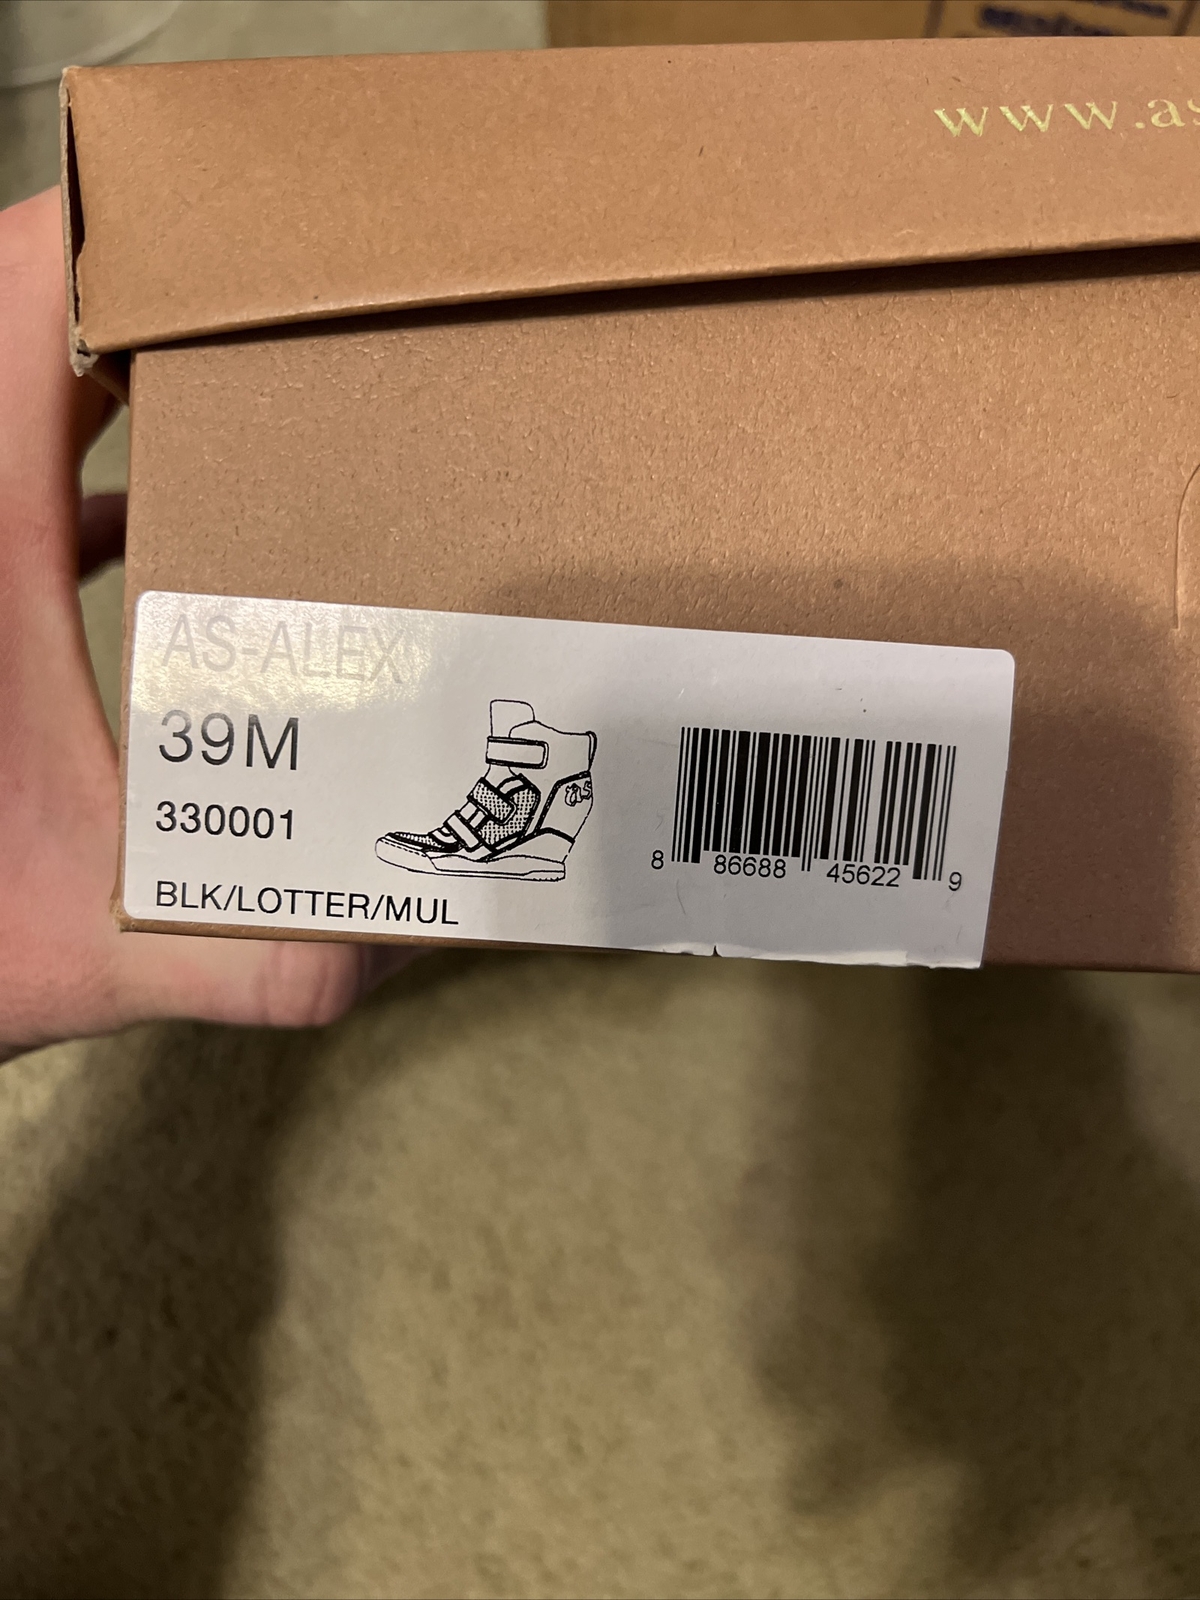 www.as
AS-ALEX
39M
330001
BLK/LOTTER/MUL
8 86688 45622 9